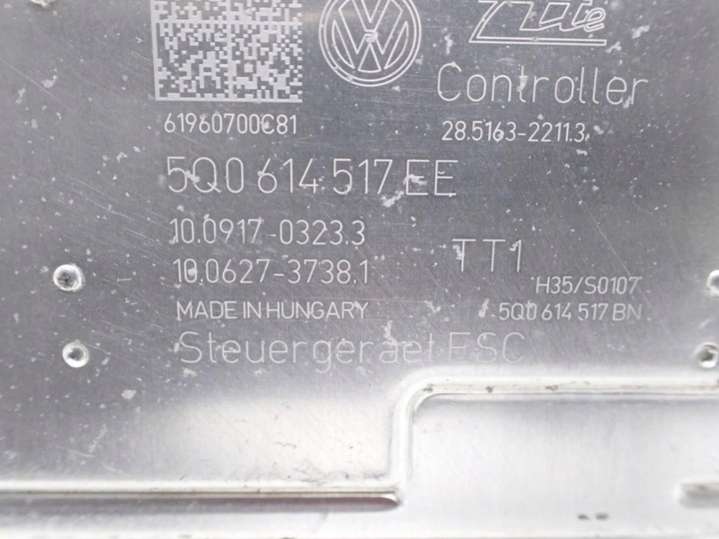 Ate
Controller
61960700C81
28.5163-2211.3
5Q0 614 517 EE
10.0917-0323.3
TT1
10.0627-3738.1
H35/S0107
MADE IN HUNGARY
5Q0 614 517 BN
Steuergeraet ESC